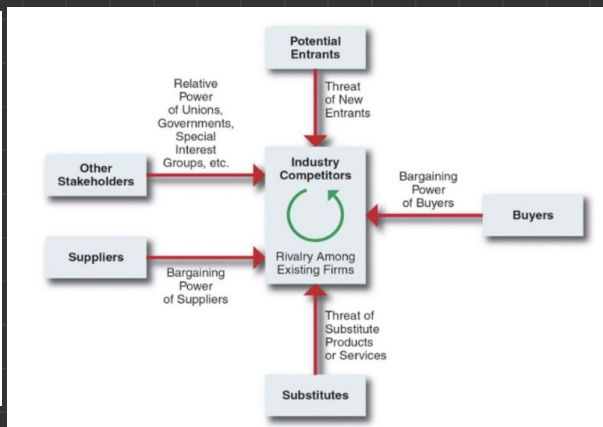 Potential
Entrants
Relative
Power
of Unions,
Governments,
Special
Interest
Groups, etc.
Threat
of New
Entrants
Other
Stakeholders
Industry
Competitors
Bargaining
Power
of Buyers
Buyers
Suppliers
Rivalry Among
Existing Firms
Bargaining
Power
of Suppliers
Threat of
Substitute
Products
or Services
Substitutes